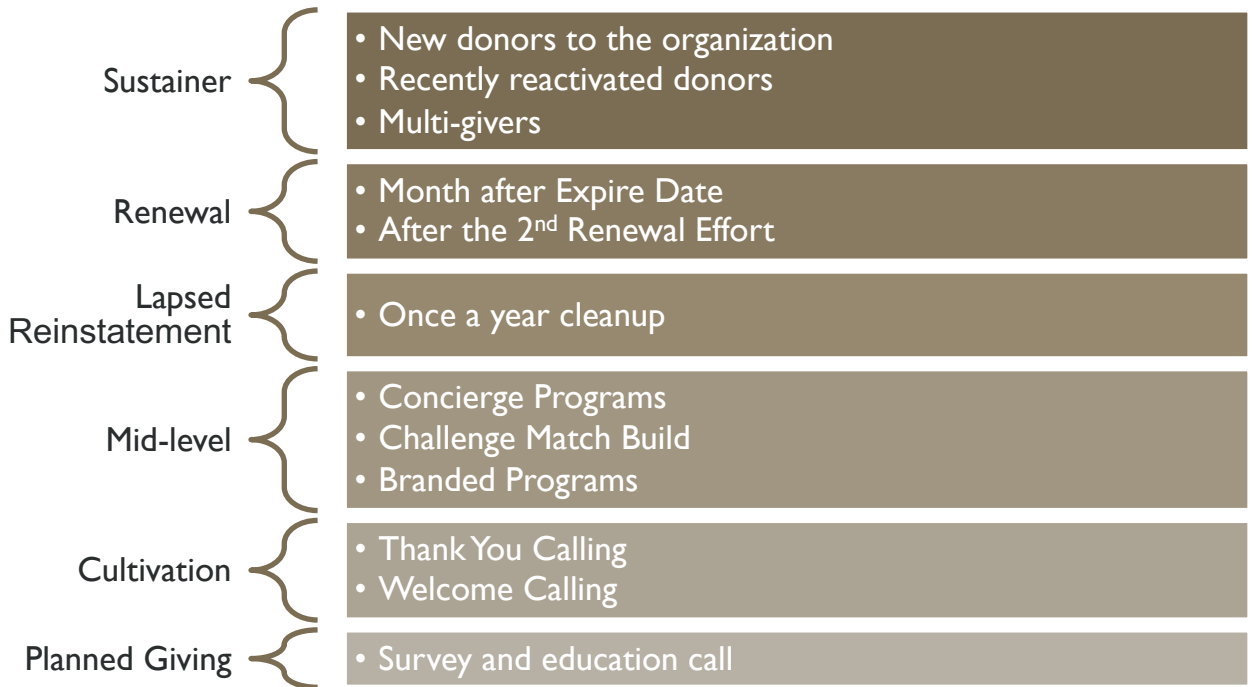 Sustainer
• New donors to the organization
• Recently reactivated donors
• Multi-givers
Renewal
• Month after Expire Date
• After the 2nd Renewal Effort
Lapsed
Reinstatement
• Once a year cleanup
Mid-level
• Concierge Programs
• Challenge Match Build
• Branded Programs
Cultivation
• Thank You Calling
• Welcome Calling
Planned Giving
• Survey and education call